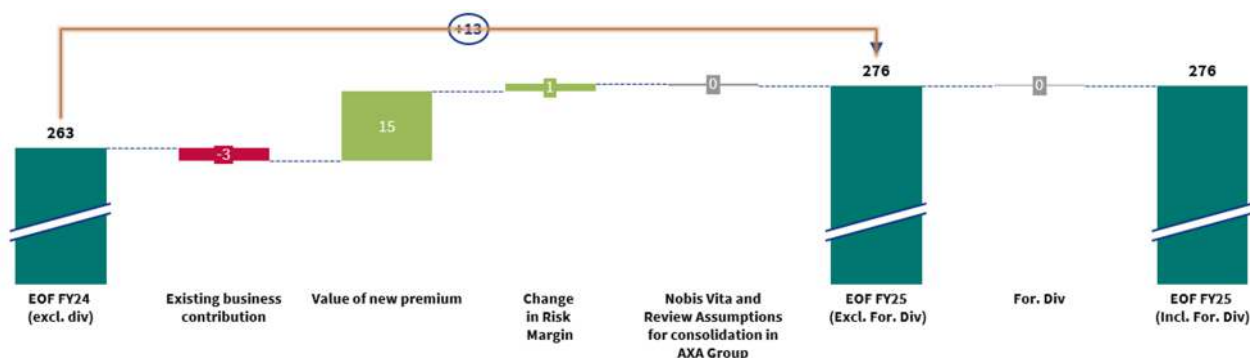 +13
263
-3
15
1
0
276
0
276
EOF FY24
(excl. div)
Existing business
contribution
Value of new premium
Change
in Risk
Margin
Nobis Vita and
Review Assumptions
for consolidation in
AXA Group
EOF FY25
(Excl. For. Div)
For. Div
EOF FY25
(Incl. For. Div)